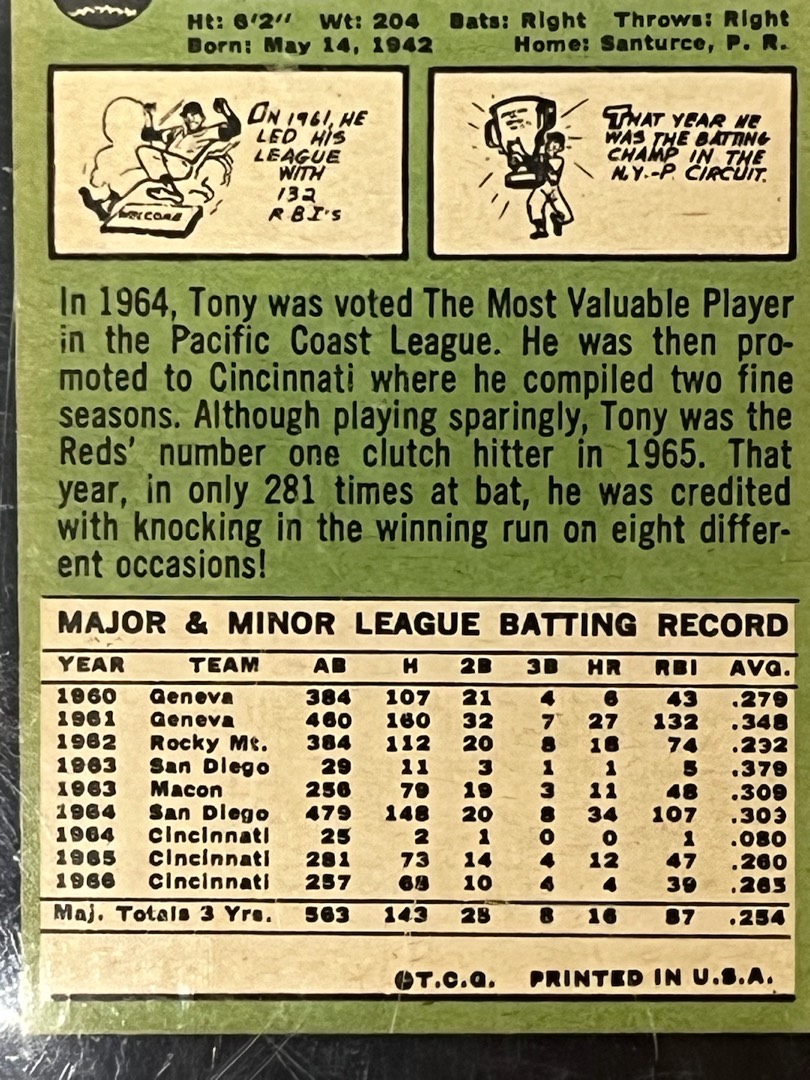 Ht: 6'2" Wt: 204 Bats: Right Throws: Right
Born: May 14, 1942 Home: Santurce, P. R.
ON 1961, HE
LED HIS
LEAGUE
WITH
132
RBI'S
WELCOME
THAT YEAR HE
WAS THE BATTING
CHAMP IN THE
N.Y.-P. CIRCUIT.
In 1964, Tony was voted The Most Valuable Player
in the Pacific Coast League. He was then pro-
moted to Cincinnati where he compiled two fine
seasons. Although playing sparingly, Tony was the
Reds' number one clutch hitter in 1965. That
year, in only 281 times at bat, he was credited
with knocking in the winning run on eight differ-
ent occasions!
MAJOR & MINOR LEAGUE BATTING RECORD
YEAR TEAM AB H 2B 3B HR RBI AVG.
1960 Geneva 384 107 21 4 6 43 .279
1961 Geneva 460 160 32 7 27 132 .348
1962 Rocky Mt. 384 112 20 8 18 74 .292
1963 San Diego 29 11 3 1 1 5 .379
1963 Macon 256 79 19 3 11 48 .309
1964 San Diego 479 148 20 8 34 107 .309
1964 Cincinnati 25 2 1 0 0 1 .080
1965 Cincinnati 281 73 14 4 12 47 .260
1966 Cincinnati 257 68 10 4 4 39 .265
Maj. Totals 3 Yrs. 563 143 25 8 16 87 .254
©T.C.G. PRINTED IN U.S.A.